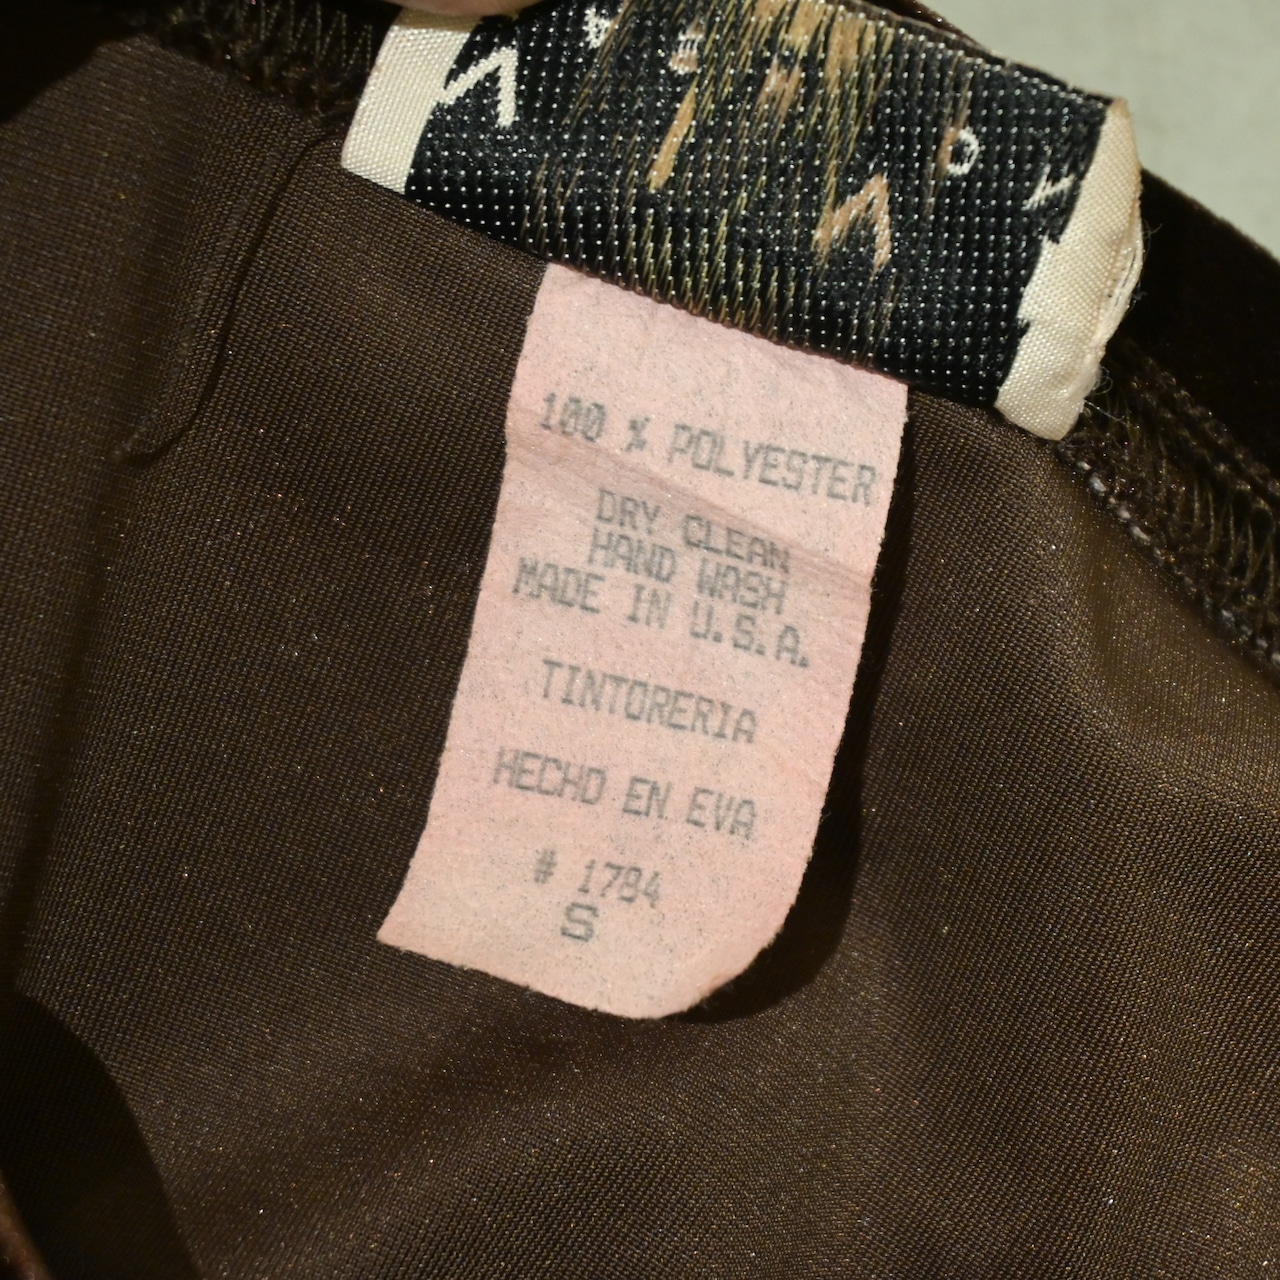 100 % POLYESTER
DRY CLEAN
HAND WASH
MADE IN U.S.A.
TINTORERIA
HECHO EN EVA
# 1784
S